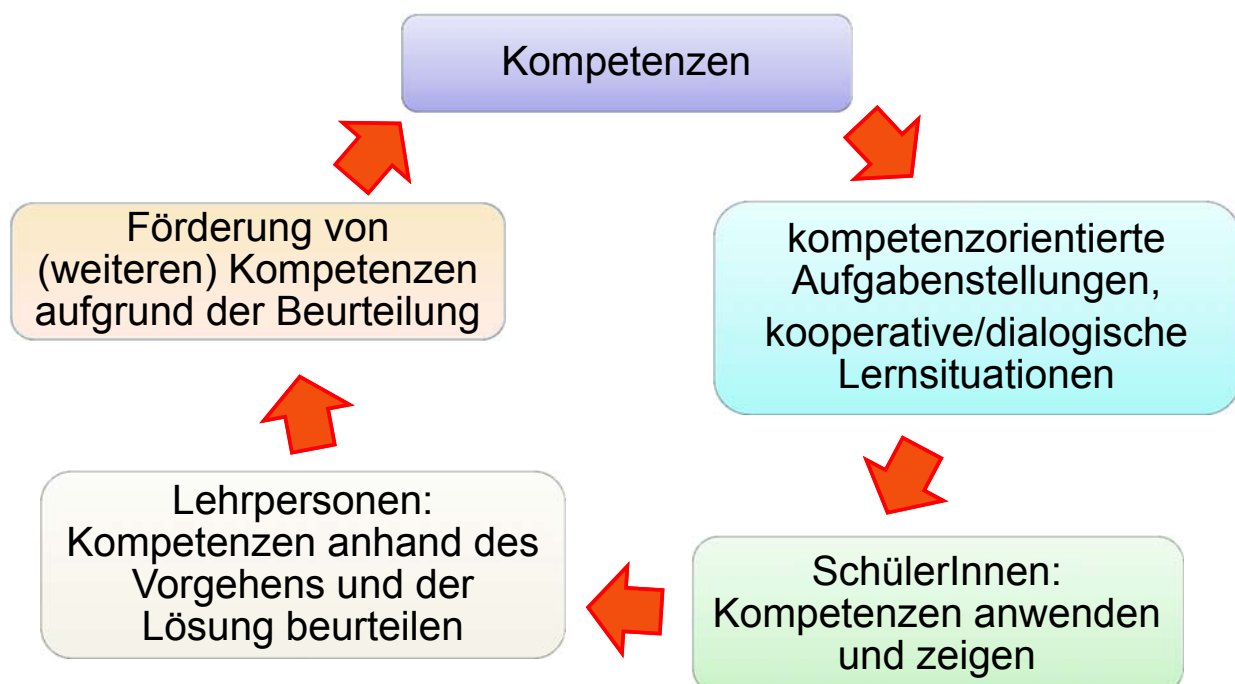 Kompetenzen
kompetenzorientierte
Aufgabenstellungen,
kooperative/dialogische
Lernsituationen
SchülerInnen:
Kompetenzen anwenden
und zeigen
Lehrpersonen:
Kompetenzen anhand des
Vorgehens und der
Lösung beurteilen
Förderung von
(weiteren) Kompetenzen
aufgrund der Beurteilung